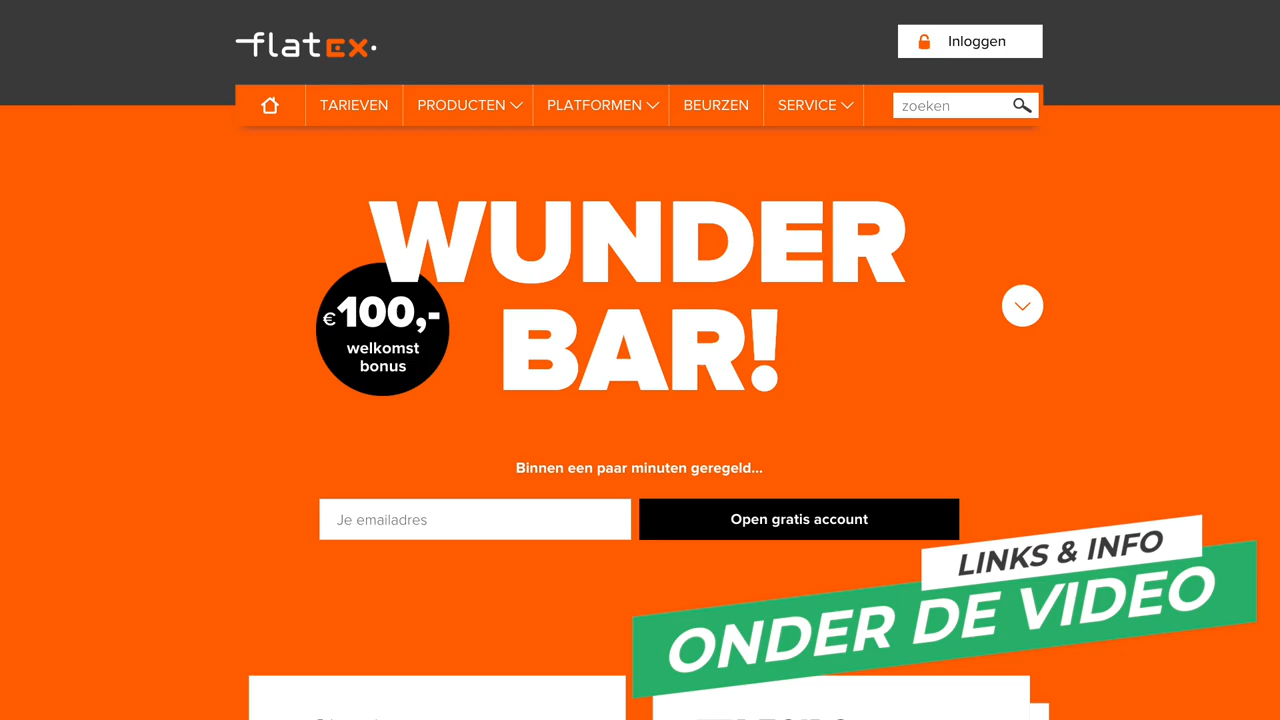 flatex
Inloggen
TARIEVEN PRODUCTEN PLATFORMEN BEURZEN SERVICE zoeken
WUNDER
BAR!
€100,-
welkomst
bonus
Binnen een paar minuten geregeld...
Je emailadres
Open gratis account
LINKS & INFO
ONDER DE VIDEO